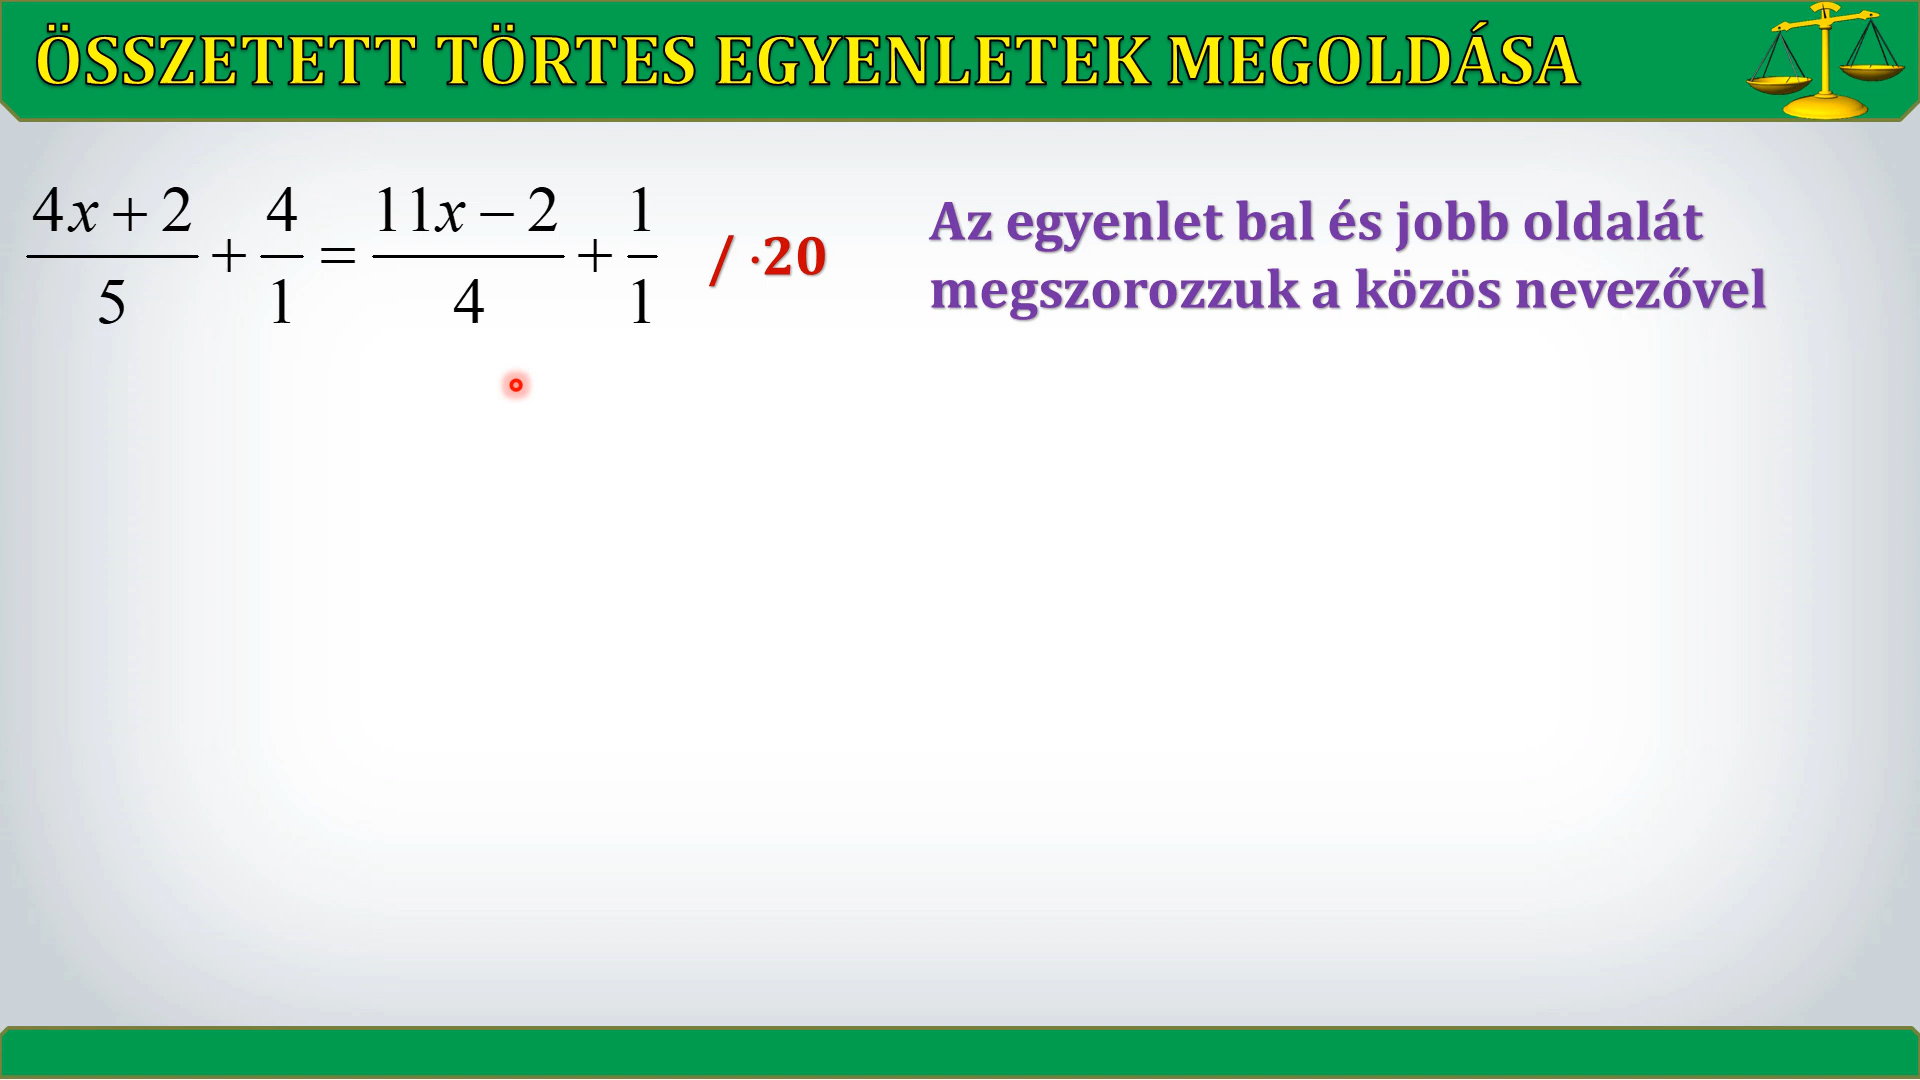 ÖSSZETETT TÖRTES EGYENLETEK MEGOLDÁSA
4x + 2   4   11x − 2   1
—— + — = —— + —   / ·20
5   1   4   1
Az egyenlet bal és jobb oldalát
megszorozzuk a közös nevezővel